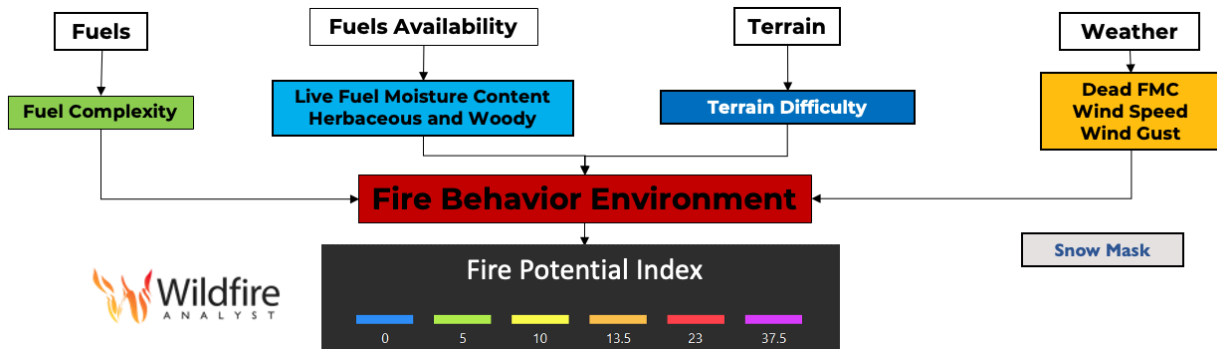 Fuels
Fuels Availability
Terrain
Weather
Fuel Complexity
Live Fuel Moisture Content
Herbaceous and Woody
Terrain Difficulty
Dead FMC
Wind Speed
Wind Gust
Fire Behavior Environment
Snow Mask
Fire Potential Index
Wildfire
ANALYST
0 5 10 13.5 23 37.5